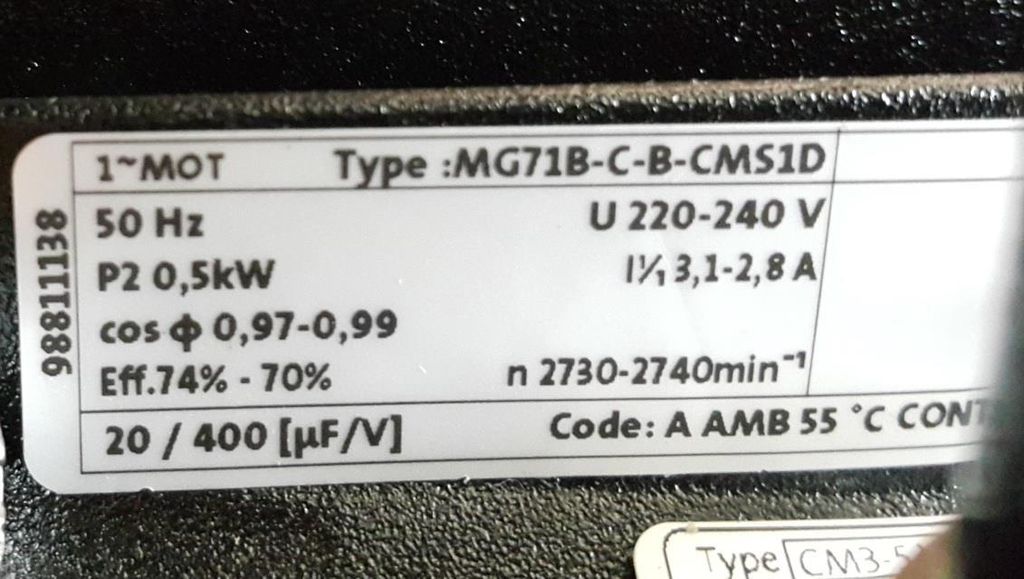 1~MOT Type :MG71B-C-B-CMS1D
98811138
50 Hz U 220-240 V
P2 0,5kW I1/1 3,1-2,8 A
cos ϕ 0,97-0,99
Eff.74% - 70% n 2730-2740min⁻¹
20 / 400 [µF/V] Code: A AMB 55 °C CONT
Type CM3-5